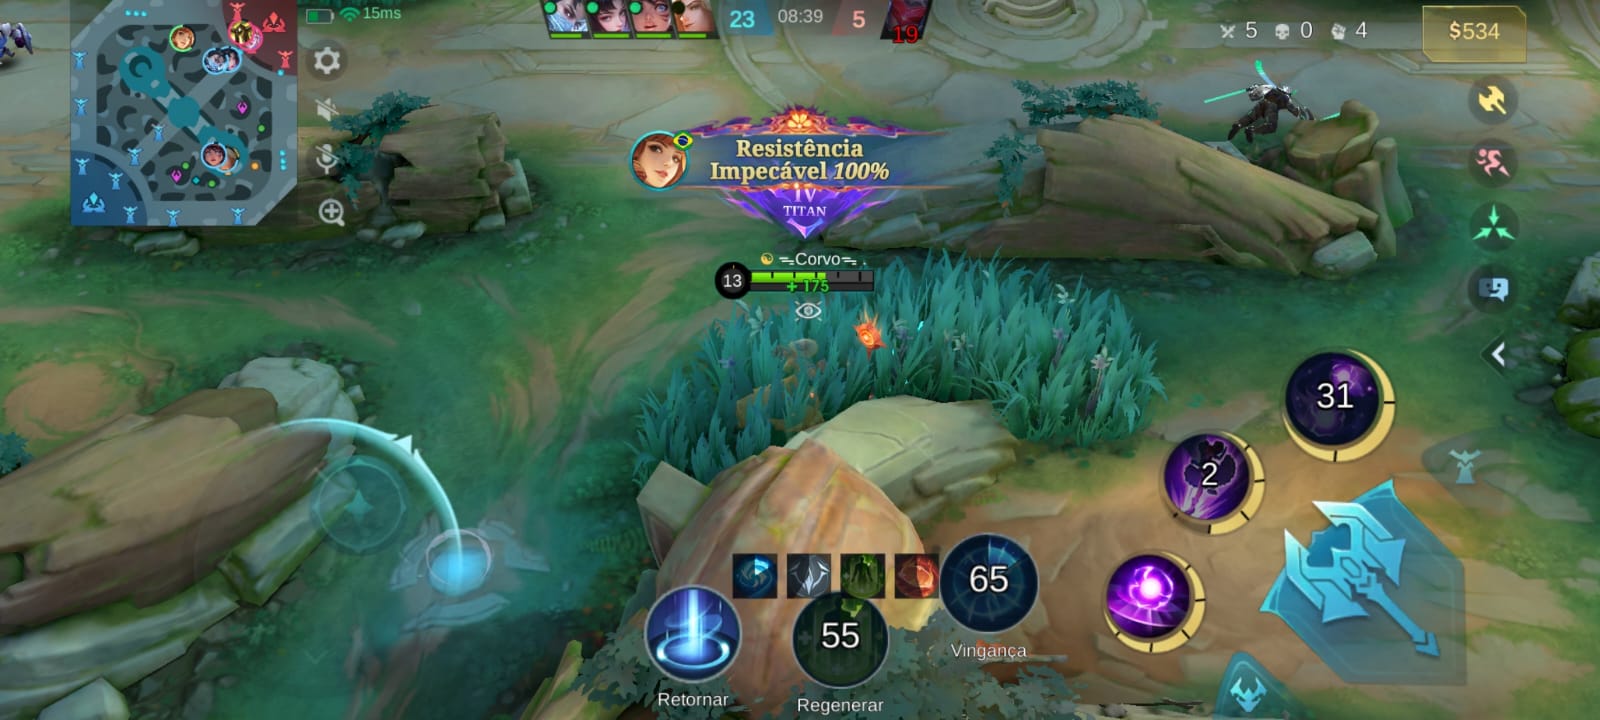 15ms
23 08:39 5
19
5 0 4
$534
Resistência
Impecável 100%
IV
TITAN
Corvo
13
+ 175
31
2
65
55
Vingança
Retornar
Regenerar